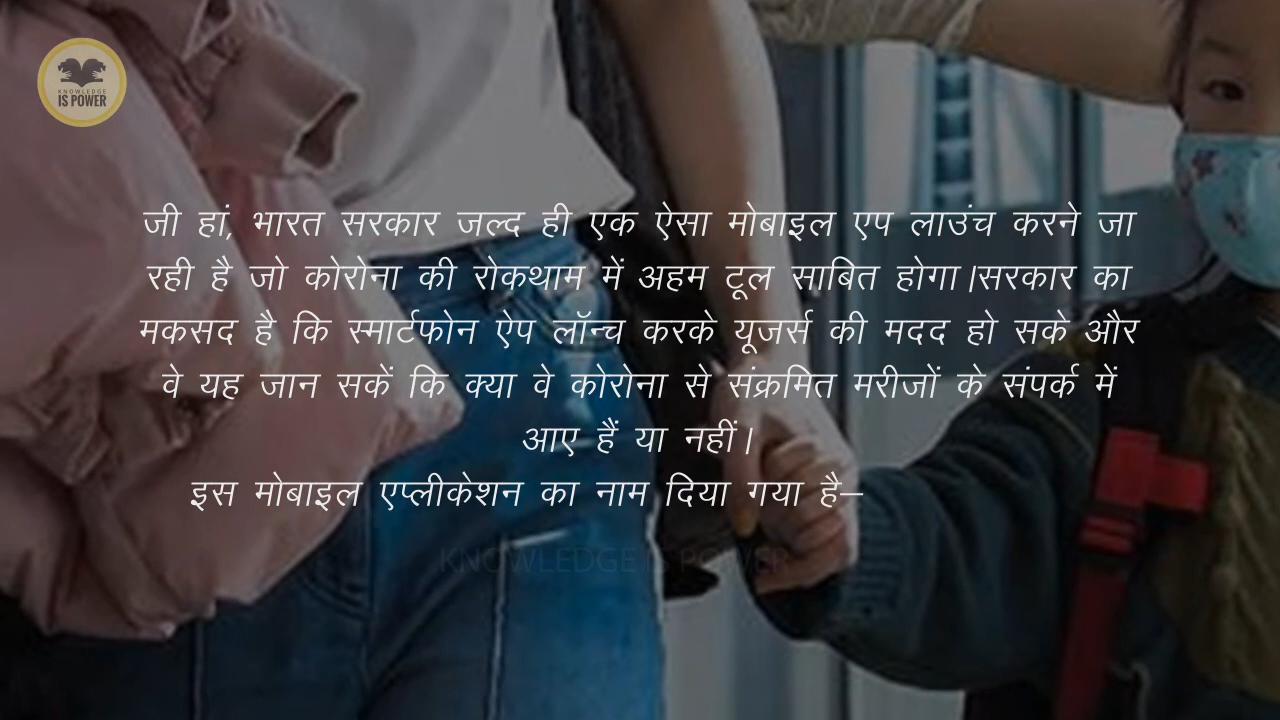 KNOWLEDGE
IS POWER
जी हां, भारत सरकार जल्द ही एक ऐसा मोबाइल एप लाउंच करने जा
रही है जो कोरोना की रोकथाम में अहम टूल साबित होगा।सरकार का
मकसद है कि स्मार्टफोन ऐप लॉन्च करके यूजर्स की मदद हो सके और
वे यह जान सकें कि क्या वे कोरोना से संक्रमित मरीजों के संपर्क में
आए हैं या नहीं।
इस मोबाइल एप्लीकेशन का नाम दिया गया है–
KNOWLEDGE IS POWER